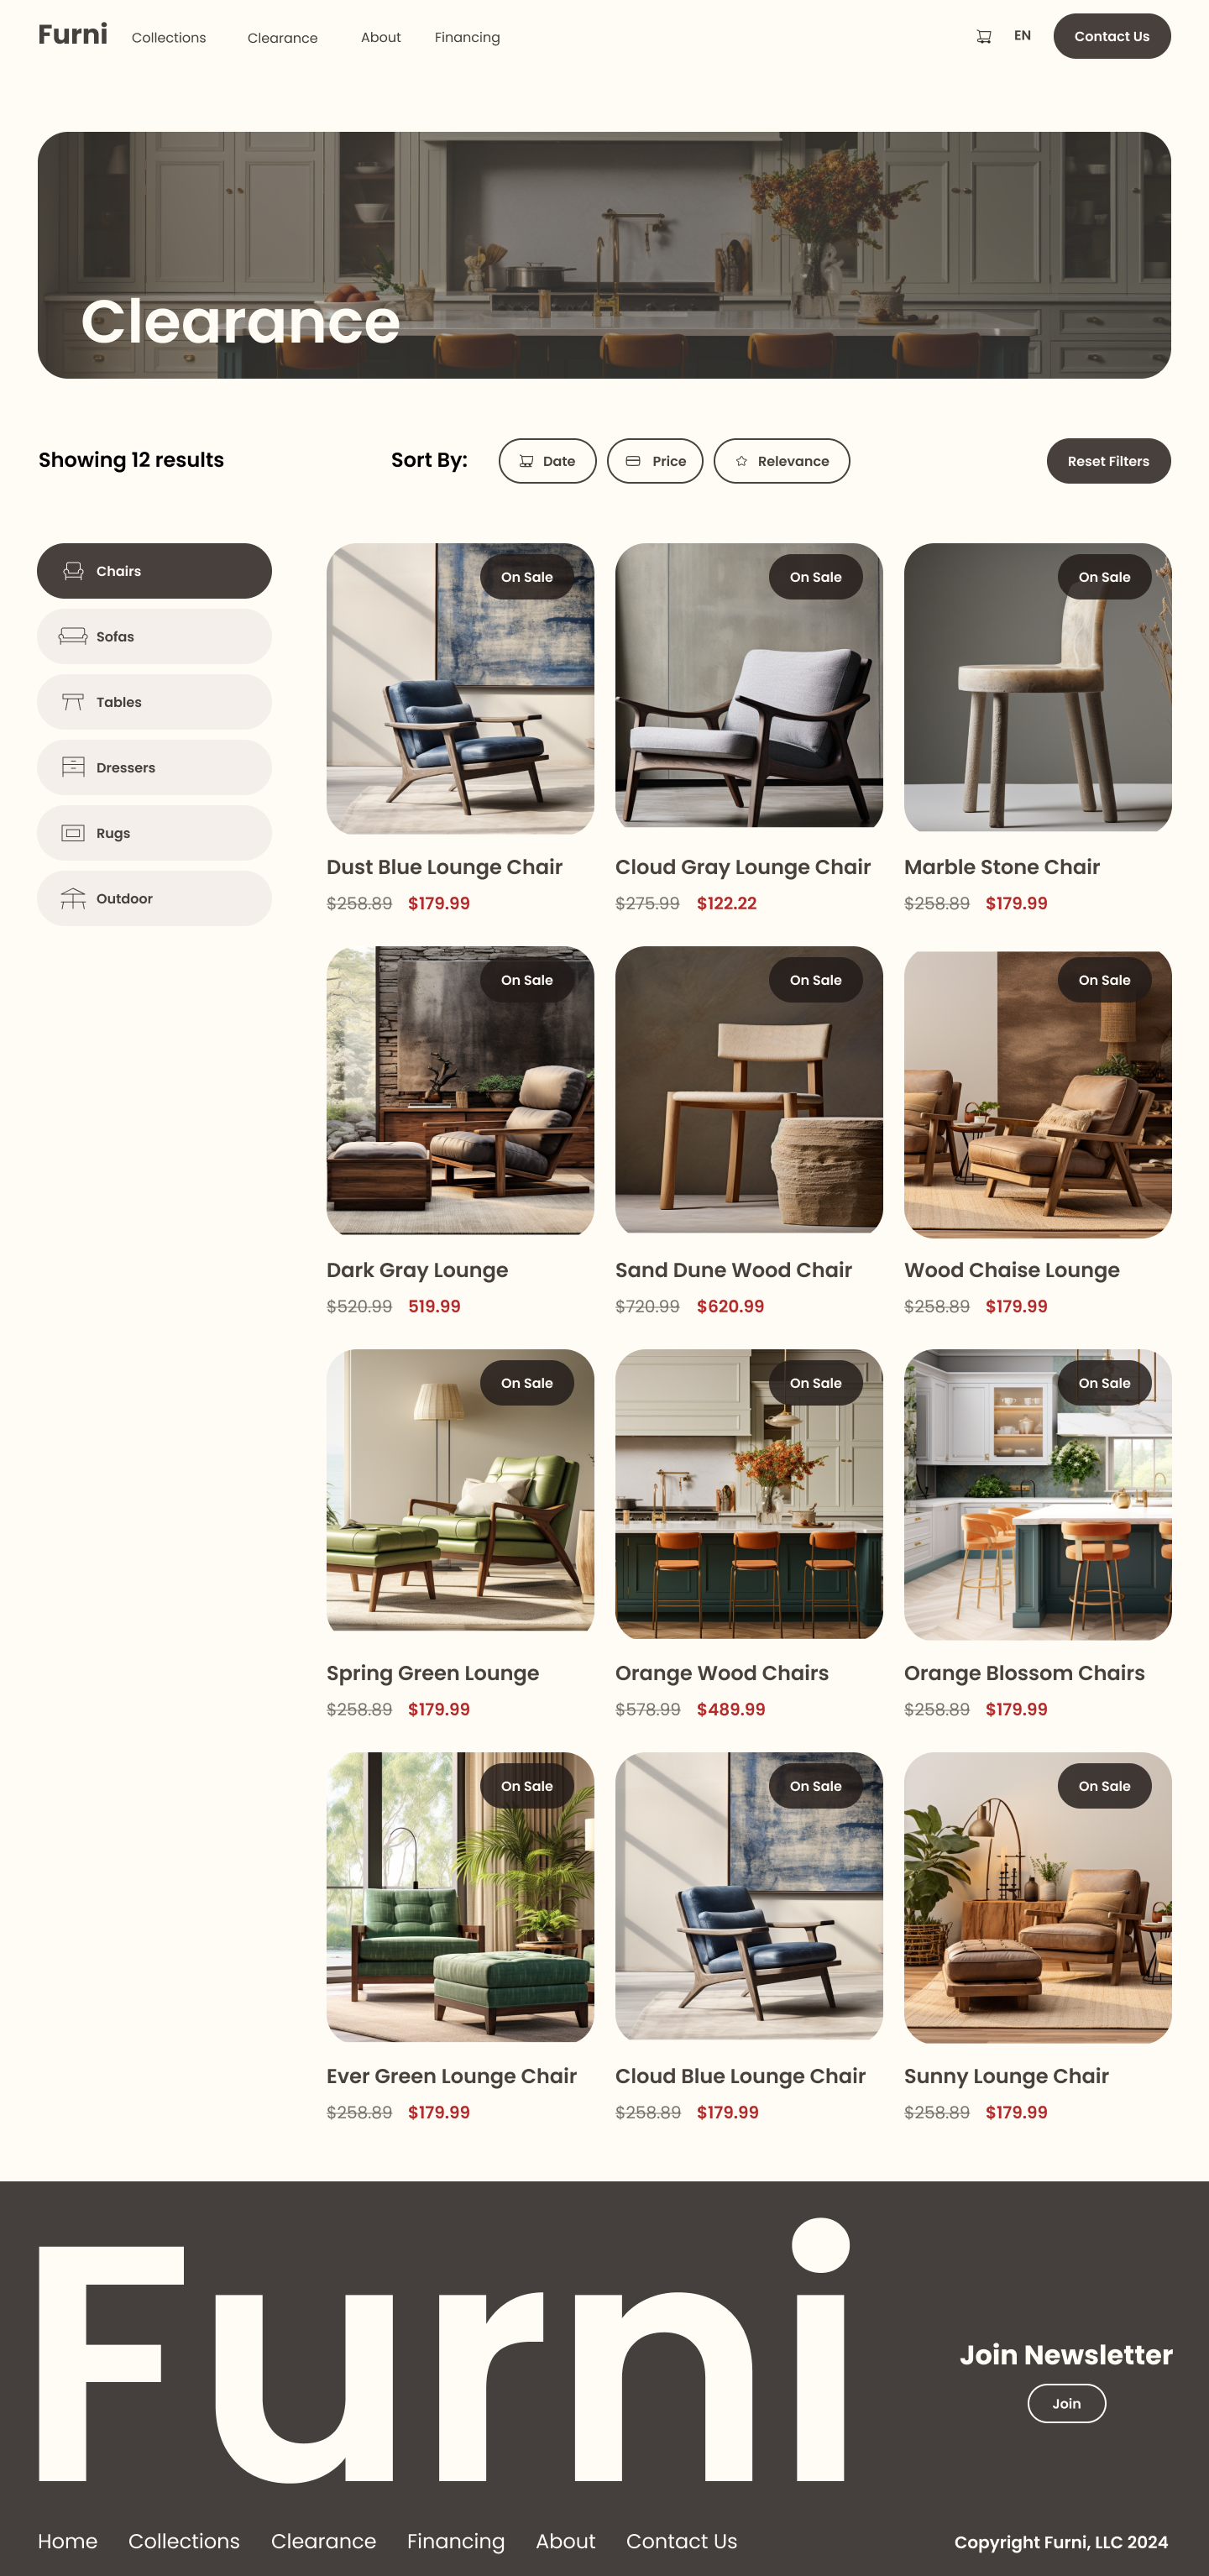 Furni Collections Clearance About Financing EN Contact Us
Clearance
Showing 12 results Sort By: Date Price Relevance Reset Filters
Chairs
Sofas
Tables
Dressers
Rugs
Outdoor
On Sale On Sale On Sale
Dust Blue Lounge Chair Cloud Gray Lounge Chair Marble Stone Chair
$258.89 $179.99 $275.99 $122.22 $258.89 $179.99
On Sale On Sale On Sale
Dark Gray Lounge Sand Dune Wood Chair Wood Chaise Lounge
$520.99 519.99 $720.99 $620.99 $258.89 $179.99
On Sale On Sale On Sale
Spring Green Lounge Orange Wood Chairs Orange Blossom Chairs
$258.89 $179.99 $578.99 $489.99 $258.89 $179.99
On Sale On Sale On Sale
Ever Green Lounge Chair Cloud Blue Lounge Chair Sunny Lounge Chair
$258.89 $179.99 $258.89 $179.99 $258.89 $179.99
Furni
Join Newsletter
Join
Home Collections Clearance Financing About Contact Us Copyright Furni, LLC 2024